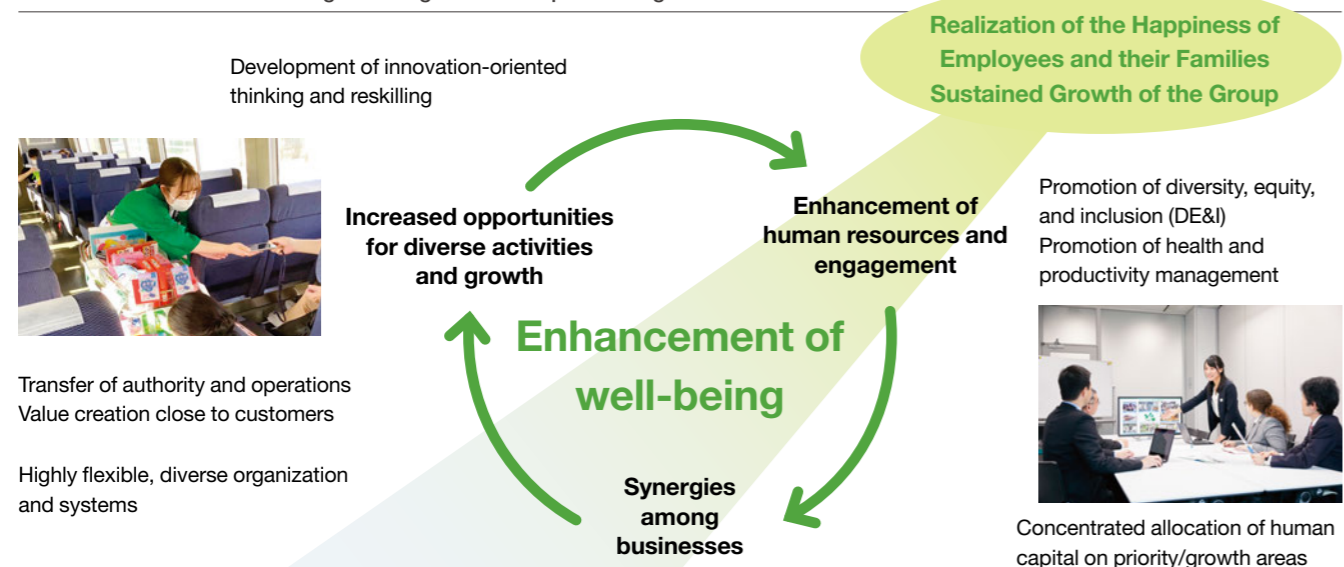 Realization of the Happiness of
Employees and their Families
Sustained Growth of the Group
Development of innovation-oriented
thinking and reskilling
Increased opportunities
for diverse activities
and growth
Enhancement of
human resources and
engagement
Promotion of diversity, equity,
and inclusion (DE&I)
Promotion of health and
productivity management
Enhancement of
well-being
Transfer of authority and operations
Value creation close to customers
Highly flexible, diverse organization
and systems
Synergies
among
businesses
Concentrated allocation of human
capital on priority/growth areas